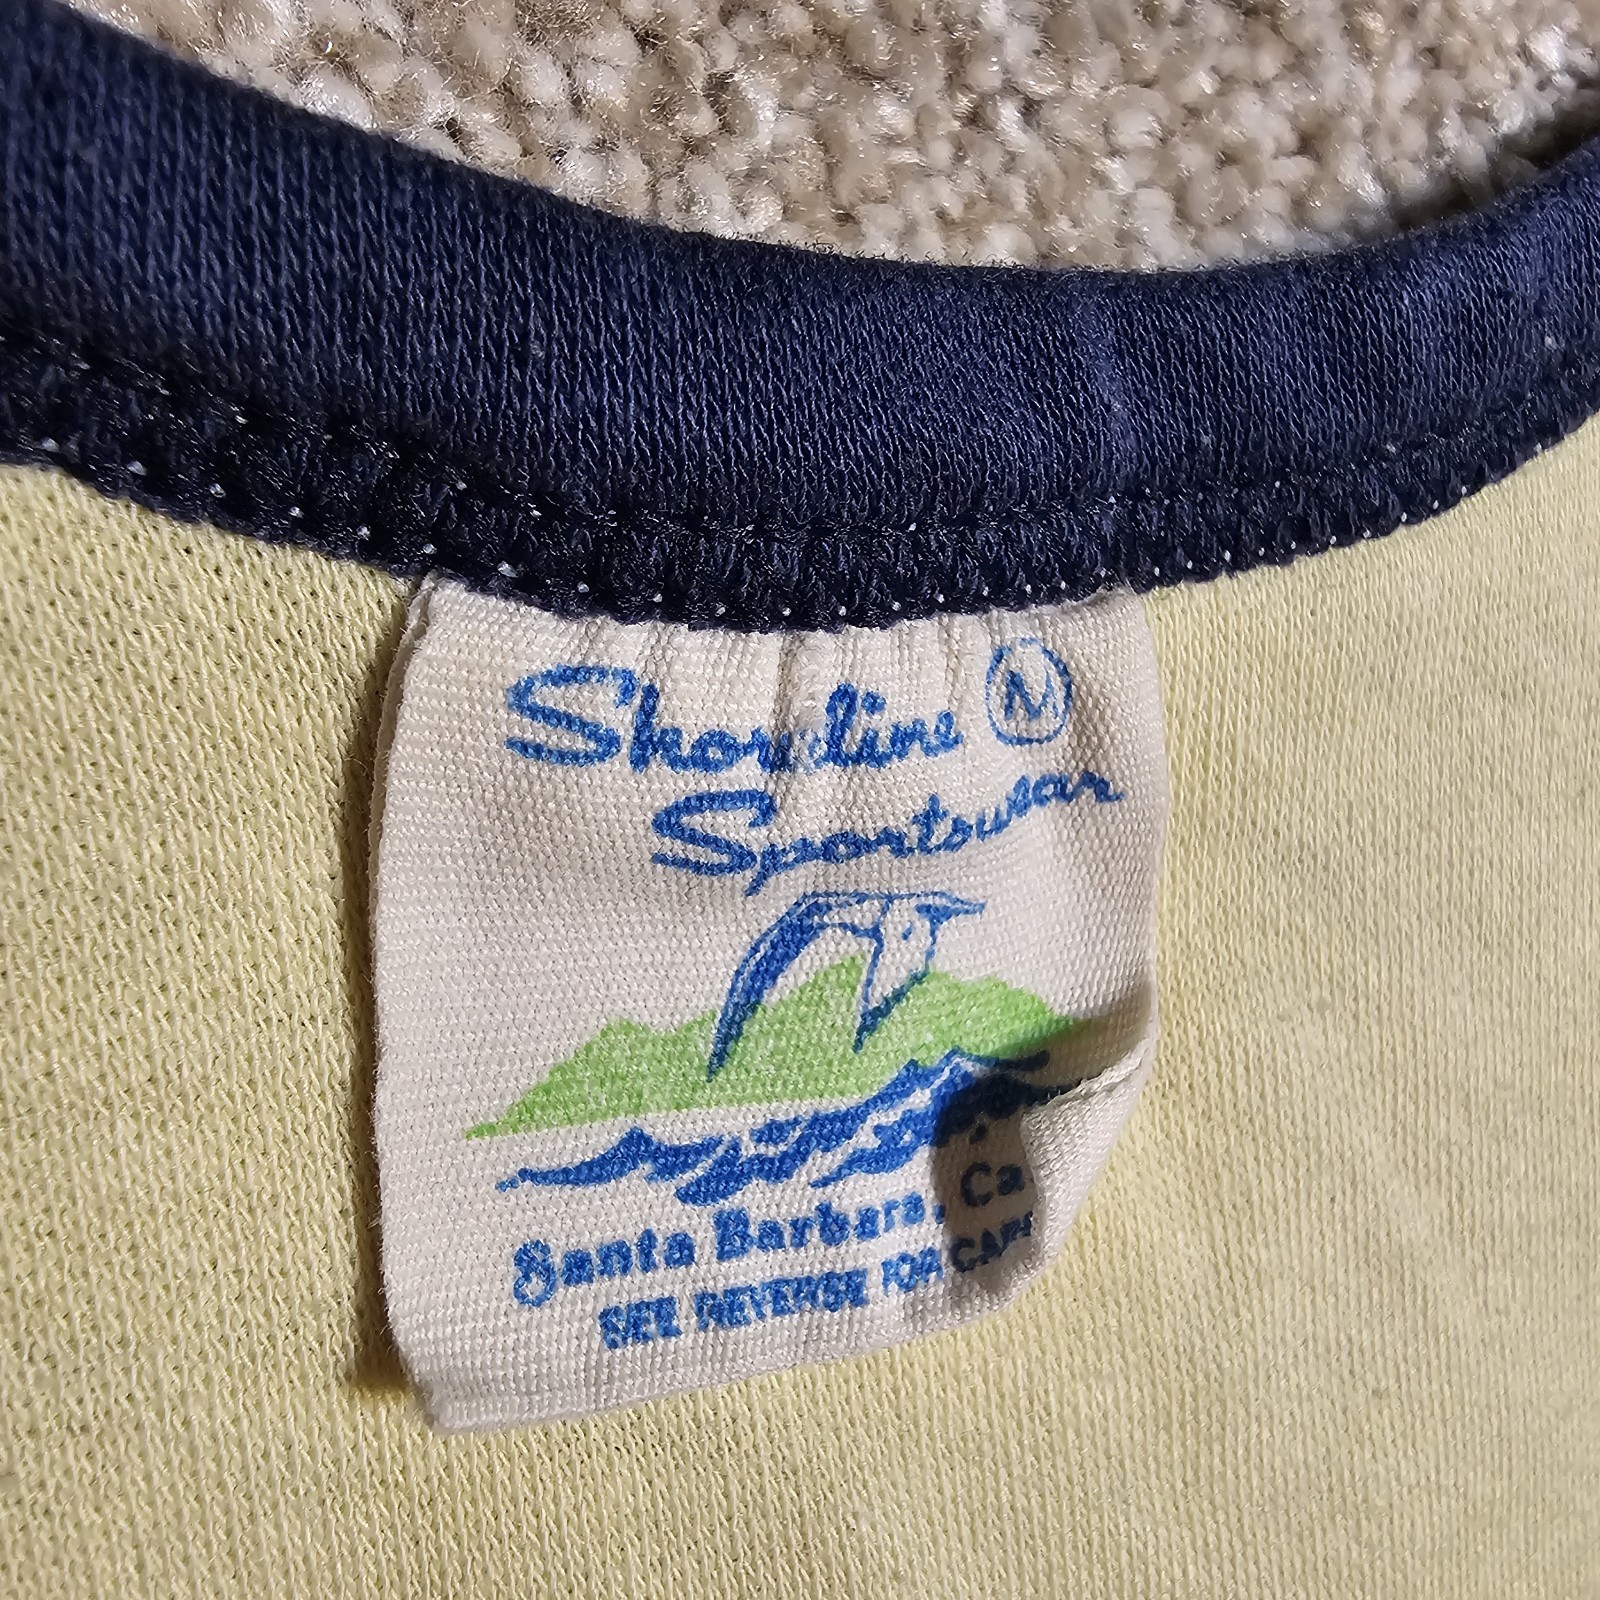 Shoreline M
Sportswear
Santa Barbara, Ca
SEE REVERSE FOR CARE